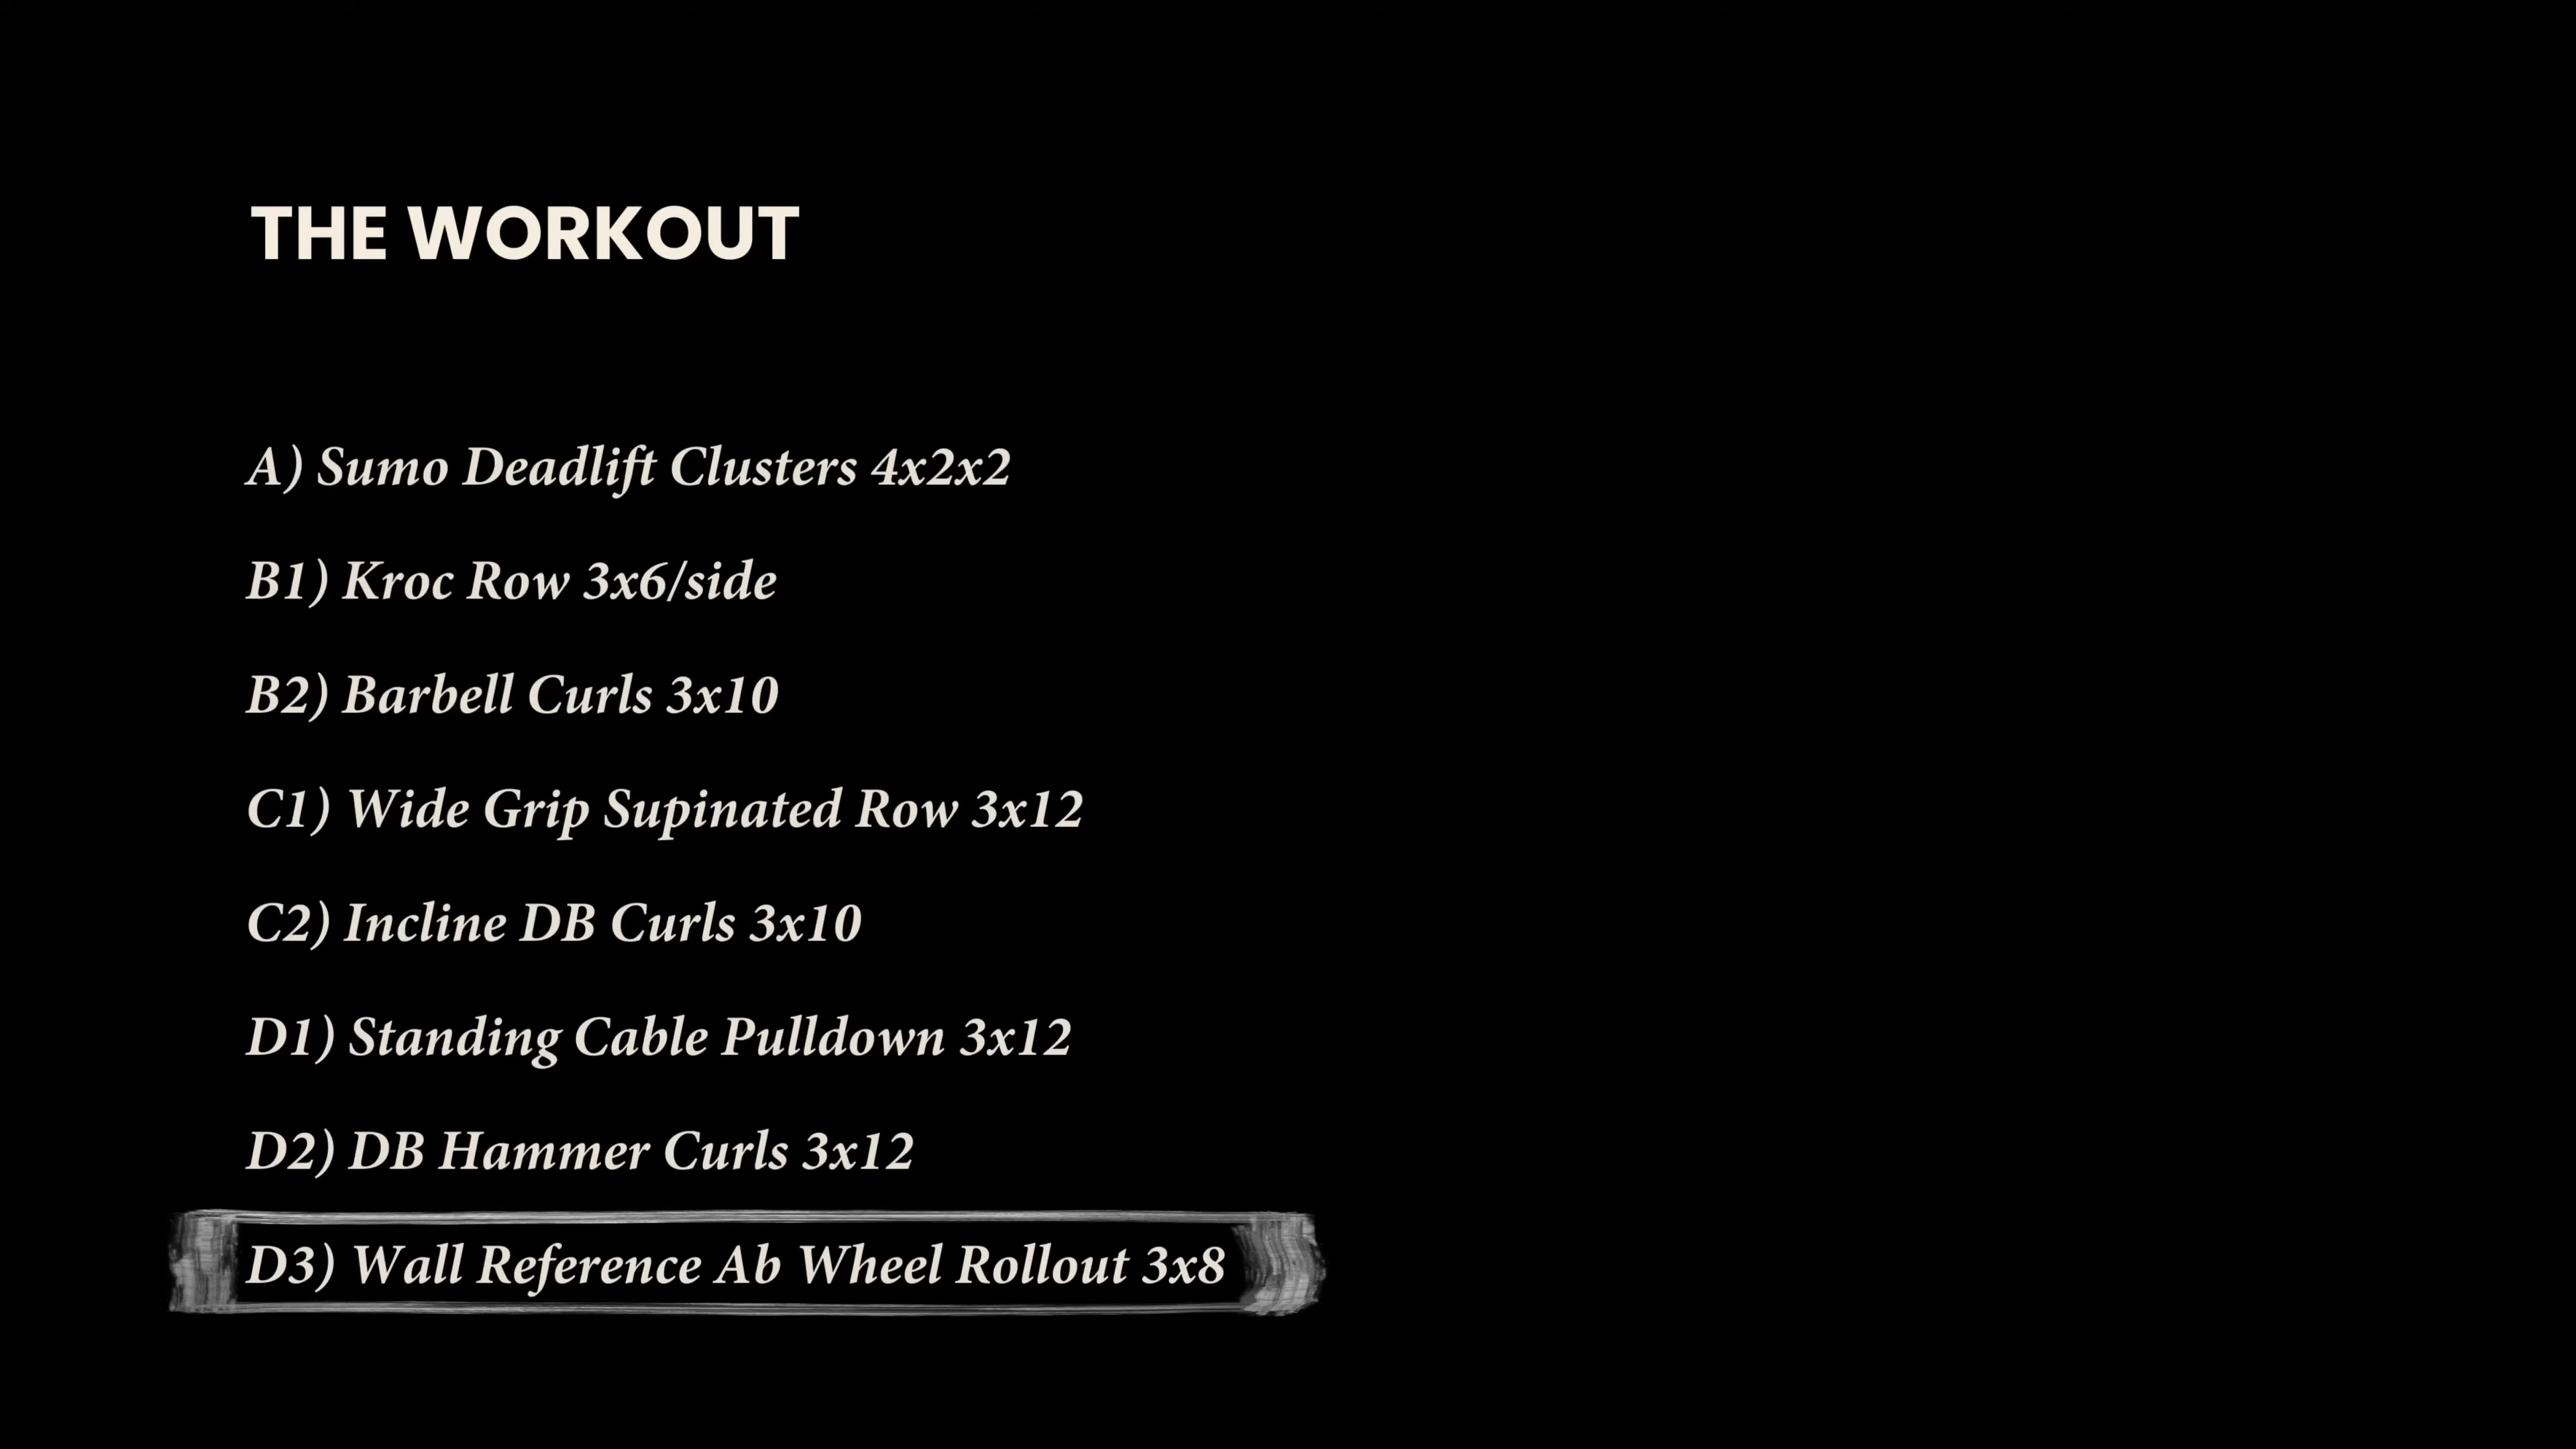 THE WORKOUT
A) Sumo Deadlift Clusters 4x2x2
B1) Kroc Row 3x6/side
B2) Barbell Curls 3x10
C1) Wide Grip Supinated Row 3x12
C2) Incline DB Curls 3x10
D1) Standing Cable Pulldown 3x12
D2) DB Hammer Curls 3x12
D3) Wall Reference Ab Wheel Rollout 3x8